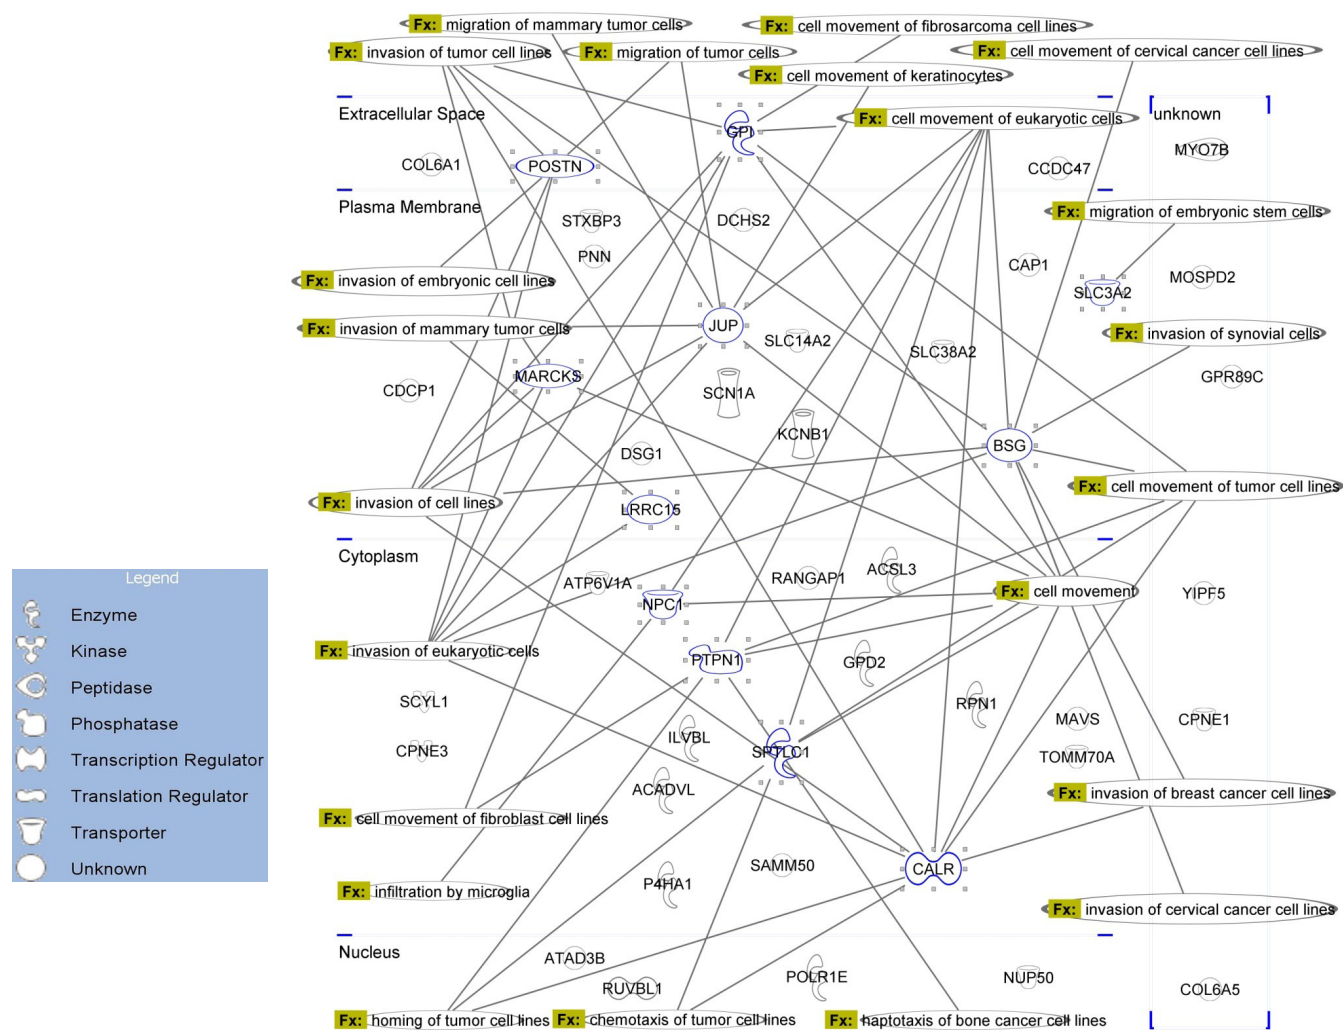 Fx: migration of mammary tumor cells
Fx: cell movement of fibrosarcoma cell lines
Fx: invasion of tumor cell lines
Fx: migration of tumor cells
Fx: cell movement of cervical cancer cell lines
Fx: cell movement of keratinocytes
Extracellular Space
unknown
Fx: cell movement of eukaryotic cells
GPI
MYO7B
COL6A1
POSTN
CCDC47
Plasma Membrane
STXBP3
DCHS2
Fx: migration of embryonic stem cells
PNN
CAP1
MOSPD2
Fx: invasion of embryonic cell lines
SLC3A2
Fx: invasion of mammary tumor cells
JUP
SLC14A2
SLC38A2
Fx: invasion of synovial cells
MARCKS
GPR89C
CDCP1
SCN1A
KCNB1
BSG
DSG1
Fx: cell movement of tumor cell lines
Fx: invasion of cell lines
LRRC15
Cytoplasm
Legend
Enzyme
Kinase
Peptidase
Phosphatase
Transcription Regulator
Translation Regulator
Transporter
Unknown
ATP6V1A
RANGAP1
ACSL3
Fx: cell movement
YIPF5
NPC1
Fx: invasion of eukaryotic cells
PTPN1
GPD2
SCYL1
RPN1
MAVS
CPNE1
ILVBL
CPNE3
SPTLC1
TOMM70A
ACADVL
Fx: invasion of breast cancer cell lines
Fx: cell movement of fibroblast cell lines
SAMM50
CALR
P4HA1
Fx: infiltration by microglia
Fx: invasion of cervical cancer cell lines
Nucleus
ATAD3B
POLR1E
NUP50
RUVBL1
COL6A5
Fx: homing of tumor cell lines
Fx: chemotaxis of tumor cell lines
Fx: haptotaxis of bone cancer cell lines